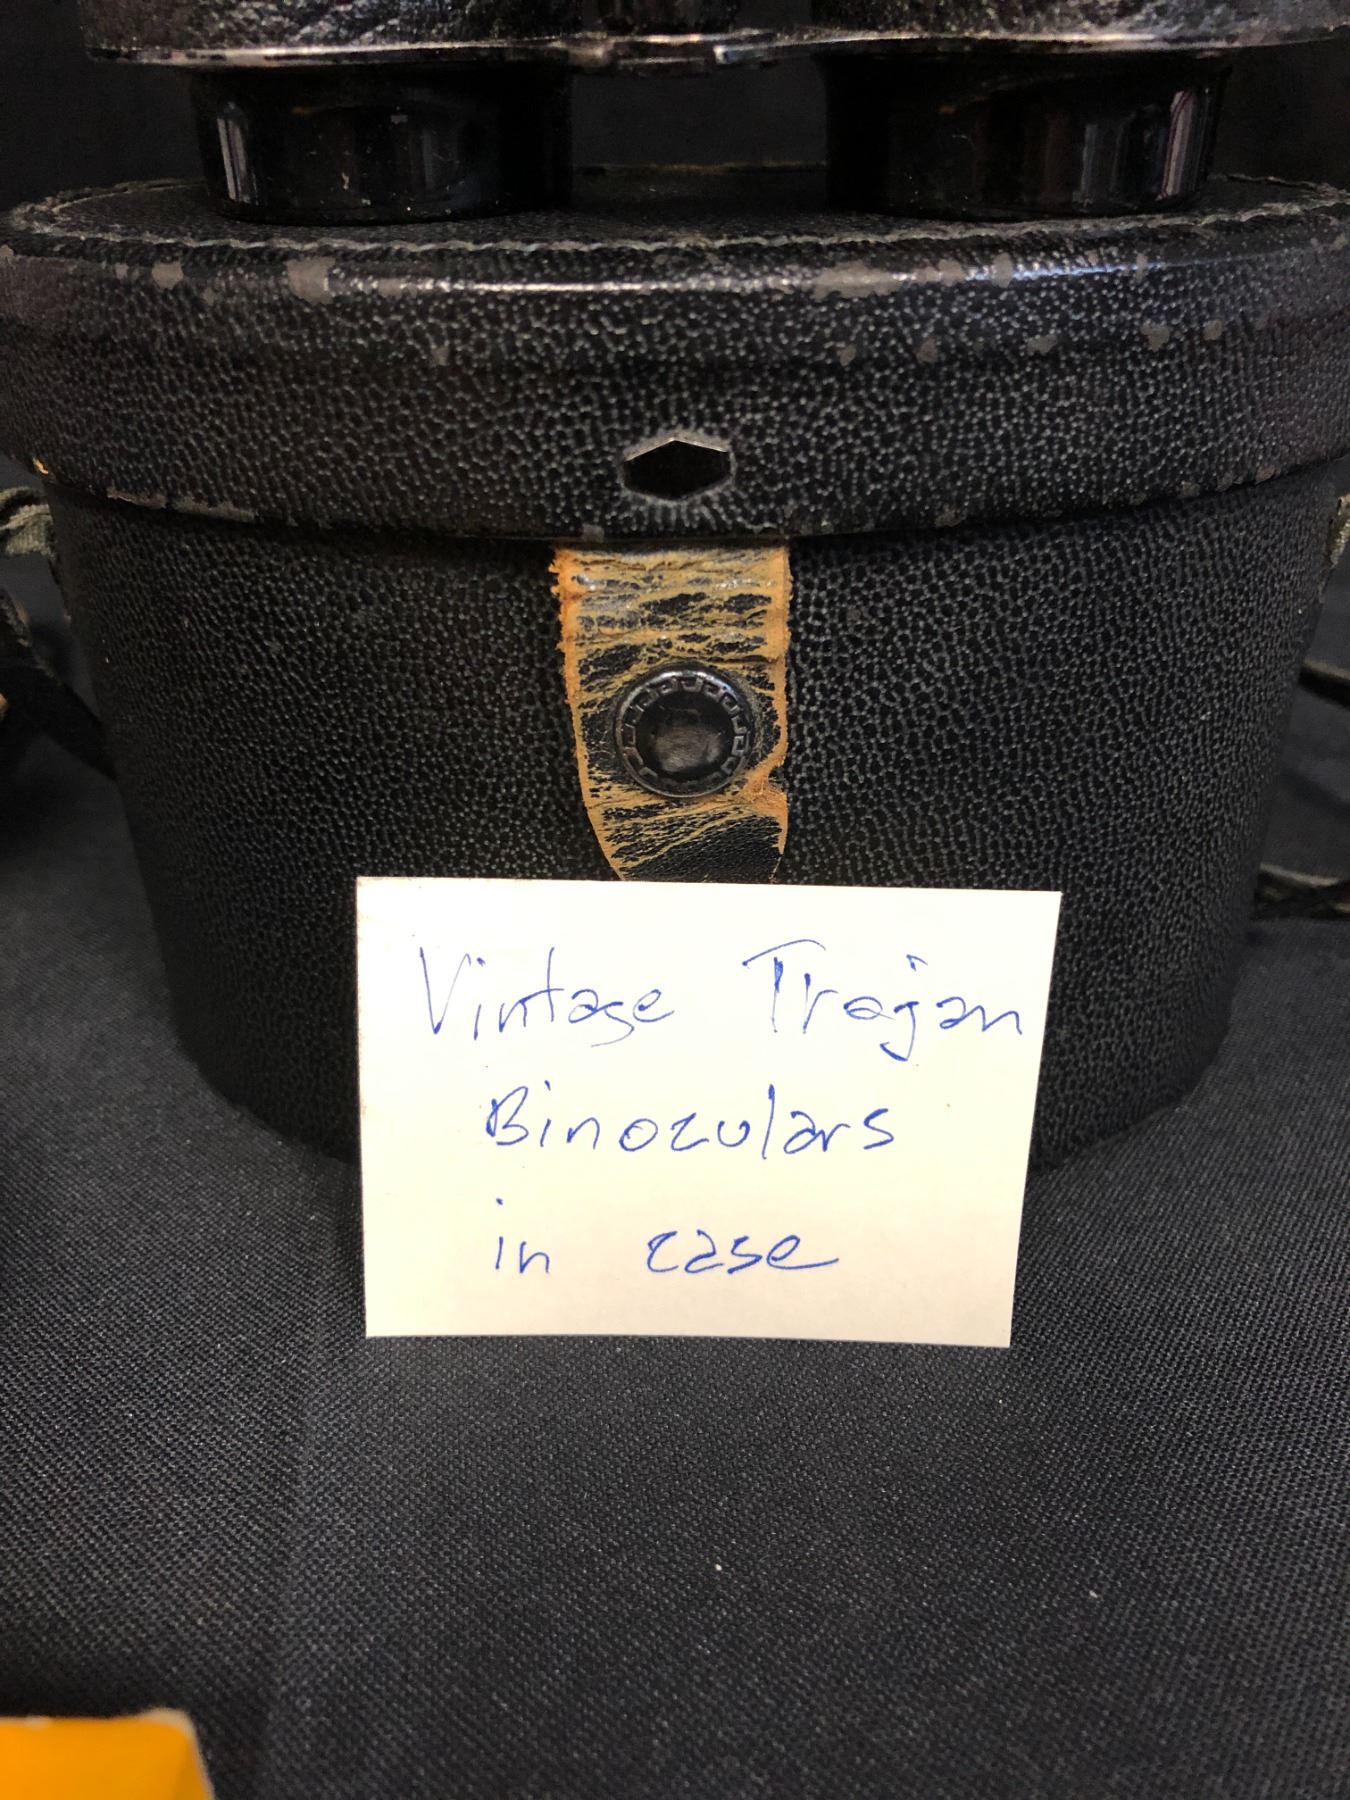 Vintage Trojan
Binoculars
in case